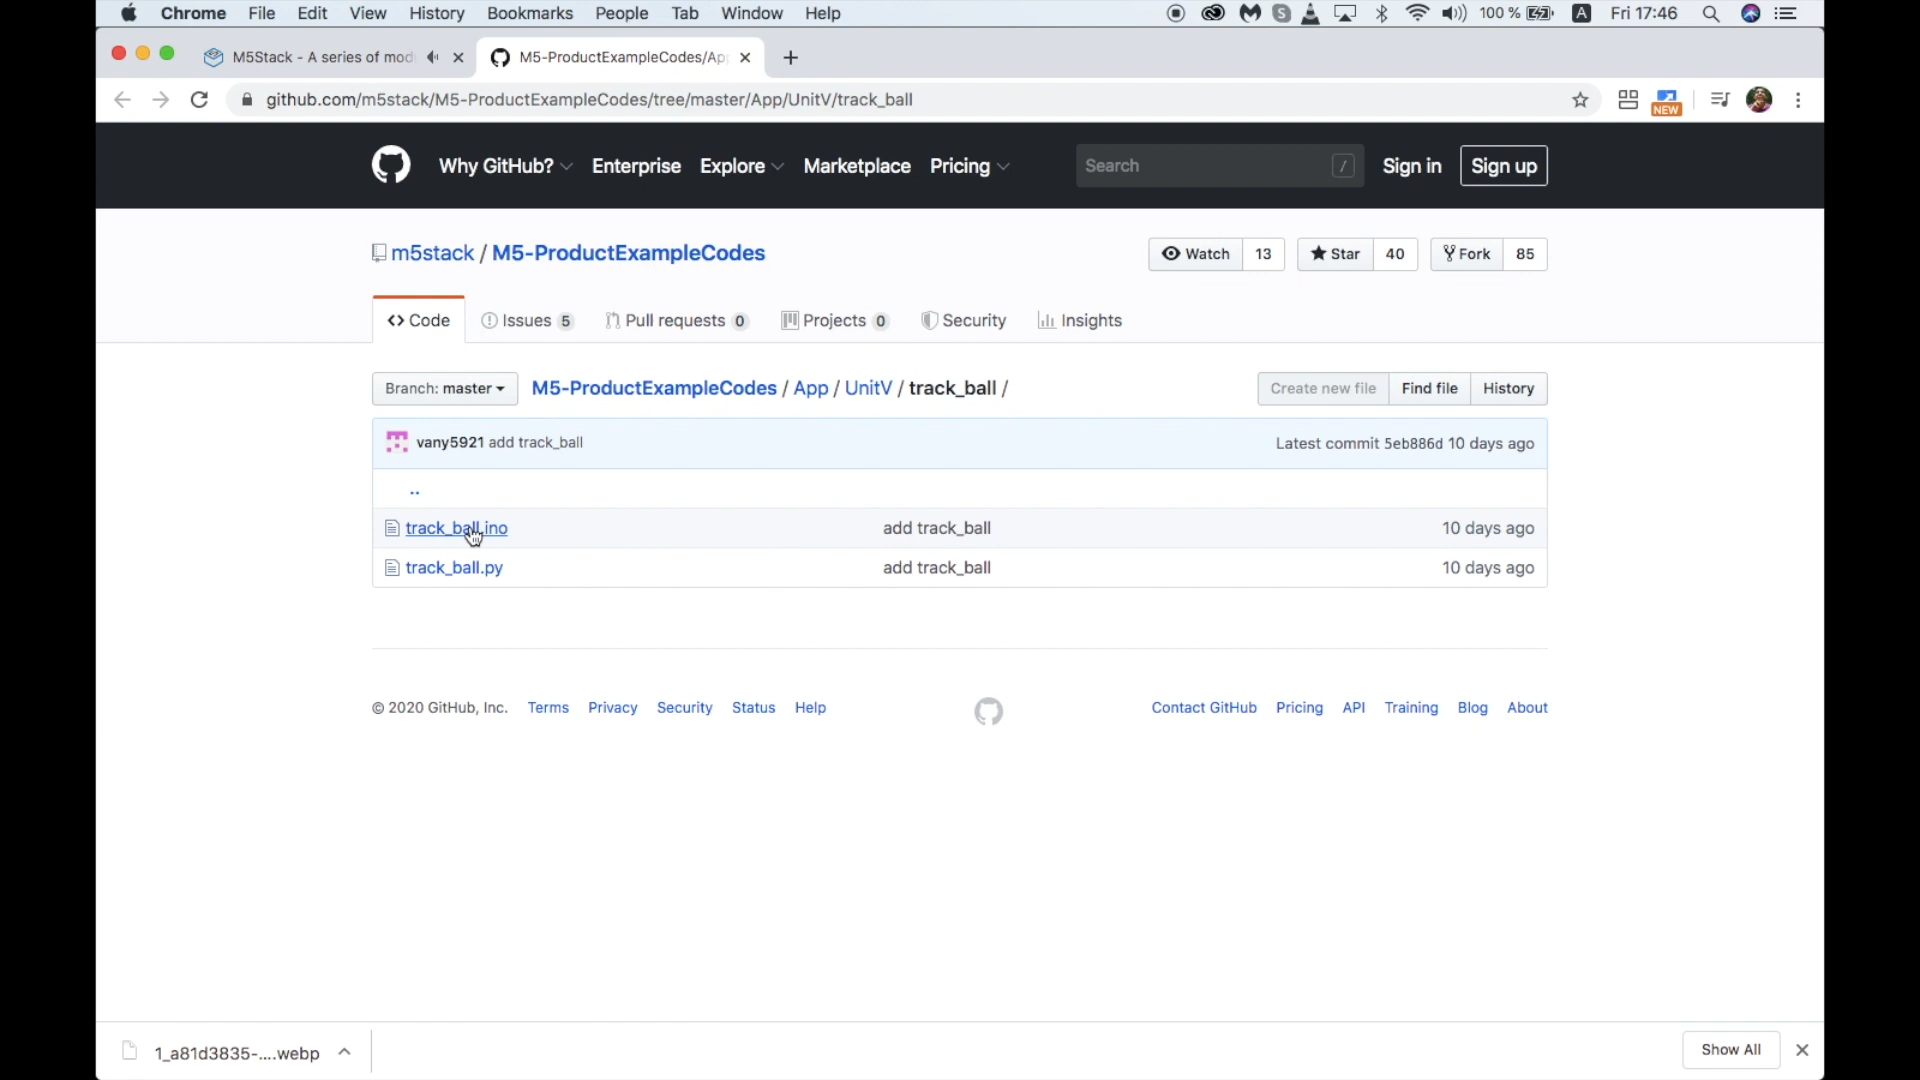 Chrome File Edit View History Bookmarks People Tab Window Help 100 % A Fri 17:46
M5Stack - A series of mod
M5-ProductExampleCodes/Ap
github.com/m5stack/M5-ProductExampleCodes/tree/master/App/UnitV/track_ball
NEW
Why GitHub? Enterprise Explore Marketplace Pricing Search / Sign in Sign up
m5stack / M5-ProductExampleCodes Watch 13 Star 40 Fork 85
Code Issues 5 Pull requests 0 Projects 0 Security Insights
Branch: master M5-ProductExampleCodes / App / UnitV / track_ball / Create new file Find file History
vany5921 add track_ball Latest commit 5eb886d 10 days ago
..
track_ball.ino add track_ball 10 days ago
track_ball.py add track_ball 10 days ago
© 2020 GitHub, Inc. Terms Privacy Security Status Help Contact GitHub Pricing API Training Blog About
1_a81d3835-....webp Show All